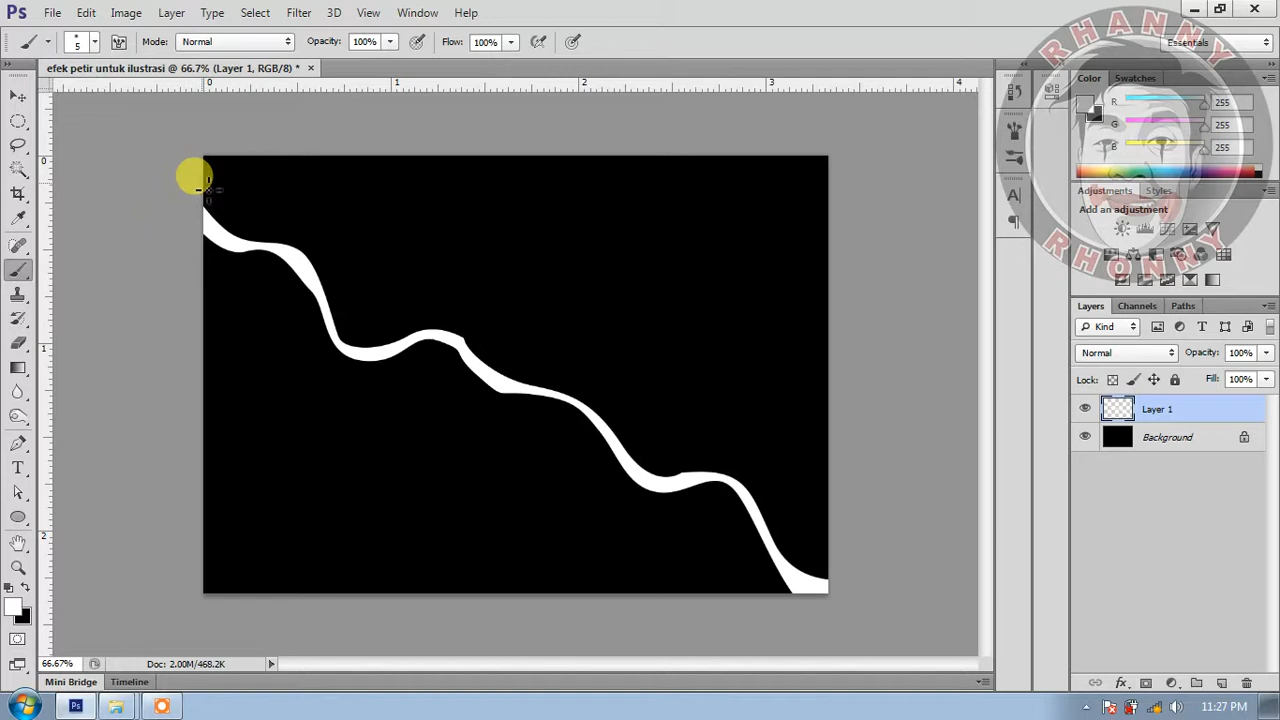 Ps File Edit Image Layer Type Select Filter 3D View Window Help
5 Mode: Normal Opacity: 100% Flow: 100% Essentials
efek petir untuk ilustrasi @ 66.7% (Layer 1, RGB/8) * ×
0 1 2 3 4
0
1
2
RHANNY
RHONNY
Color Swatches
R 255
G 255
B 255
Adjustments Styles
Add an adjustment
Layers Channels Paths
Kind
Normal Opacity: 100%
Lock: Fill: 100%
Layer 1
Background
66.67% Doc: 2.00M/468.2K
Mini Bridge Timeline
Ps 11:27 PM